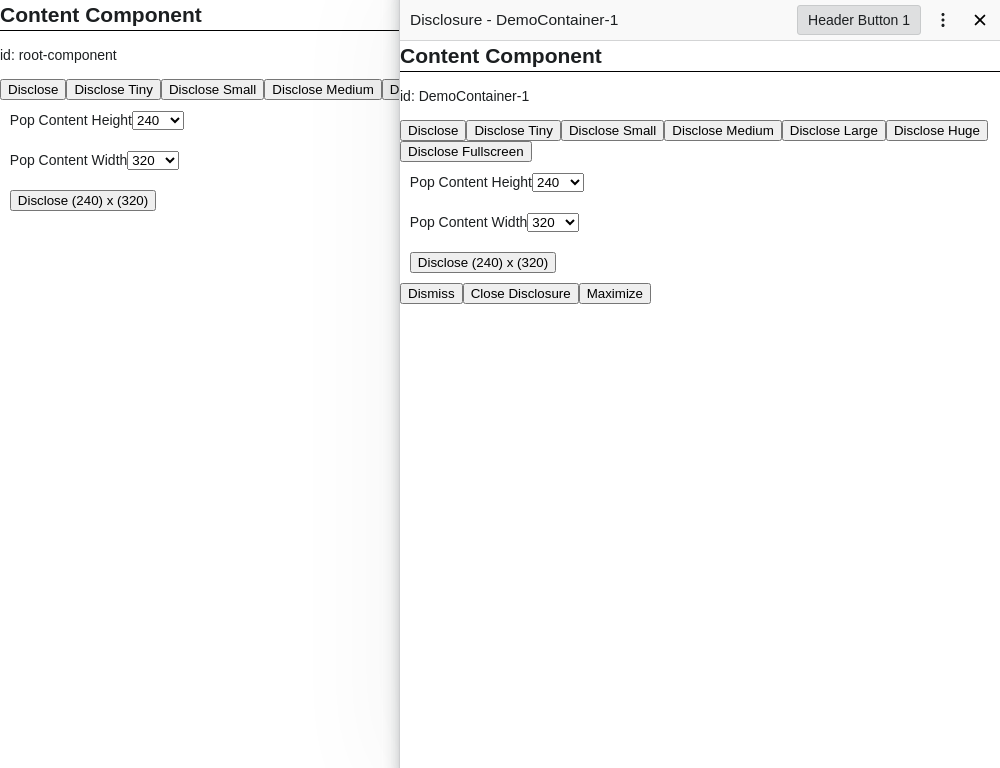 Content Component
id: root-component
Disclose Disclose Tiny Disclose Small Disclose Medium D
Pop Content Height 240
Pop Content Width 320
Disclose (240) x (320)
Disclosure - DemoContainer-1 Header Button 1
Content Component
id: DemoContainer-1
Disclose Disclose Tiny Disclose Small Disclose Medium Disclose Large Disclose Huge
Disclose Fullscreen
Pop Content Height 240
Pop Content Width 320
Disclose (240) x (320)
Dismiss Close Disclosure Maximize